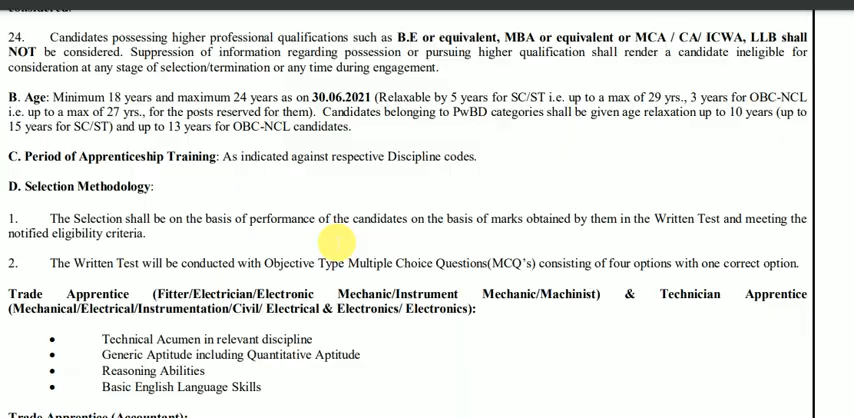 considered.
24. Candidates possessing higher professional qualifications such as B.E or equivalent, MBA or equivalent or MCA / CA/ ICWA, LLB shall
NOT be considered. Suppression of information regarding possession or pursuing higher qualification shall render a candidate ineligible for
consideration at any stage of selection/termination or any time during engagement.
B. Age: Minimum 18 years and maximum 24 years as on 30.06.2021 (Relaxable by 5 years for SC/ST i.e. up to a max of 29 yrs., 3 years for OBC-NCL
i.e. up to a max of 27 yrs., for the posts reserved for them). Candidates belonging to PwBD categories shall be given age relaxation up to 10 years (up to
15 years for SC/ST) and up to 13 years for OBC-NCL candidates.
C. Period of Apprenticeship Training: As indicated against respective Discipline codes.
D. Selection Methodology:
1. The Selection shall be on the basis of performance of the candidates on the basis of marks obtained by them in the Written Test and meeting the
notified eligibility criteria.
2. The Written Test will be conducted with Objective Type Multiple Choice Questions(MCQ's) consisting of four options with one correct option.
Trade Apprentice (Fitter/Electrician/Electronic Mechanic/Instrument Mechanic/Machinist) & Technician Apprentice
(Mechanical/Electrical/Instrumentation/Civil/ Electrical & Electronics/ Electronics):
• Technical Acumen in relevant discipline
• Generic Aptitude including Quantitative Aptitude
• Reasoning Abilities
• Basic English Language Skills
Trade Apprentice (Accountant):